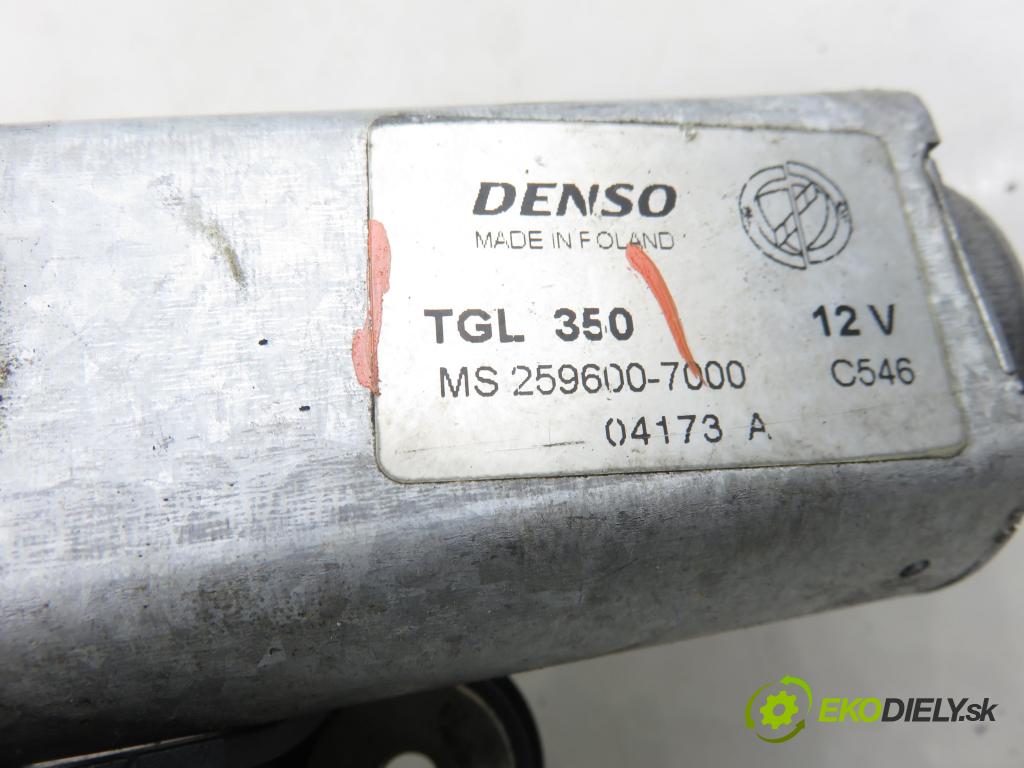 DENSO
MADE IN POLAND
TGL 350 12 V
MS 259600-7000 C546
04173 A
EKODIELY.sk